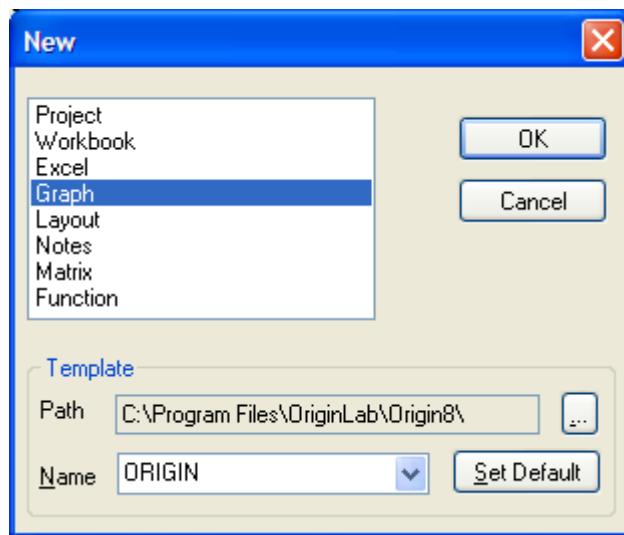 New
Project
Workbook
Excel
Graph
Layout
Notes
Matrix
Function
OK
Cancel
Template
Path C:\Program Files\OriginLab\Origin8\ ...
Name ORIGIN Set Default